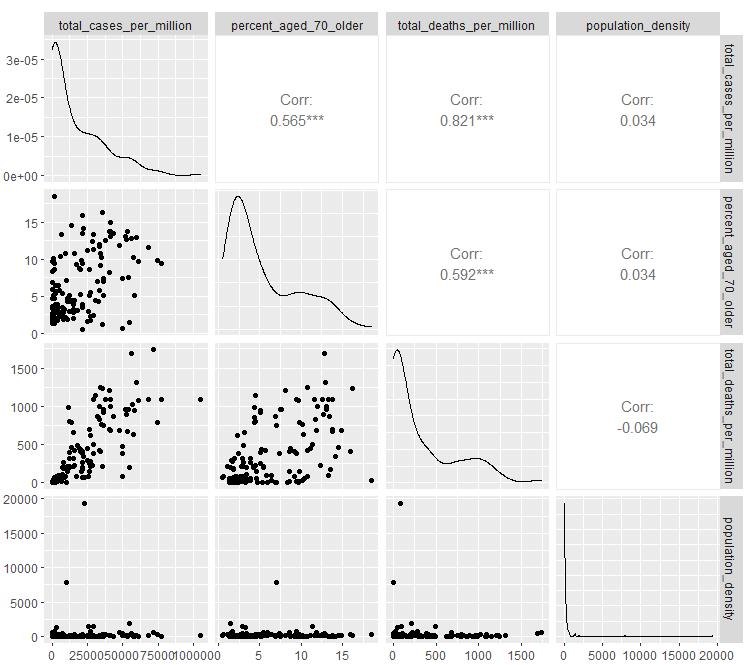 total_cases_per_million
percent_aged_70_older
total_deaths_per_million
population_density
3e-05
2e-05
1e-05
0e+00
Corr:
0.565***
Corr:
0.821***
Corr:
0.034
total_cases_per_million
15
10
5
0
Corr:
0.592***
Corr:
0.034
percent_aged_70_older
1500
1000
500
0
Corr:
-0.069
total_deaths_per_million
20000
15000
10000
5000
0
population_density
0 25000 50000 75000 100000
0 5 10 15
0 500 1000 1500
0 5000 10000 15000 20000